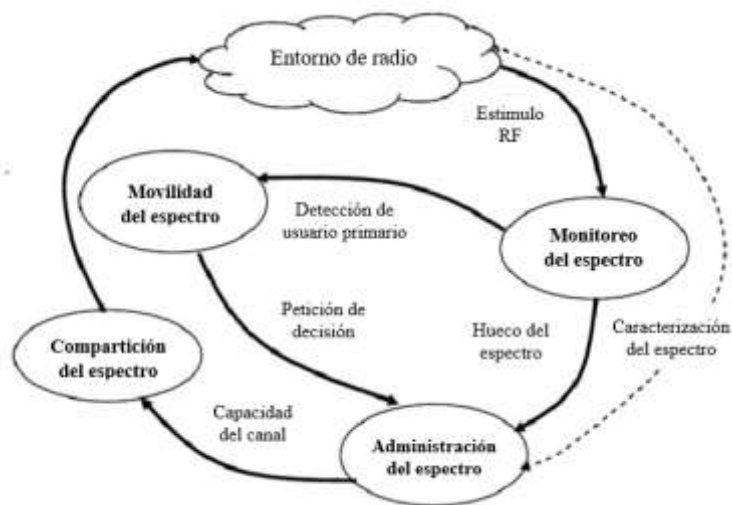 Entorno de radio
Estimulo
RF
Movilidad
del espectro
Detección de
usuario primario
Monitoreo
del espectro
Petición de
decisión
Hueco del
espectro
Caracterización
del espectro
Compartición
del espectro
Capacidad
del canal
Administración
del espectro